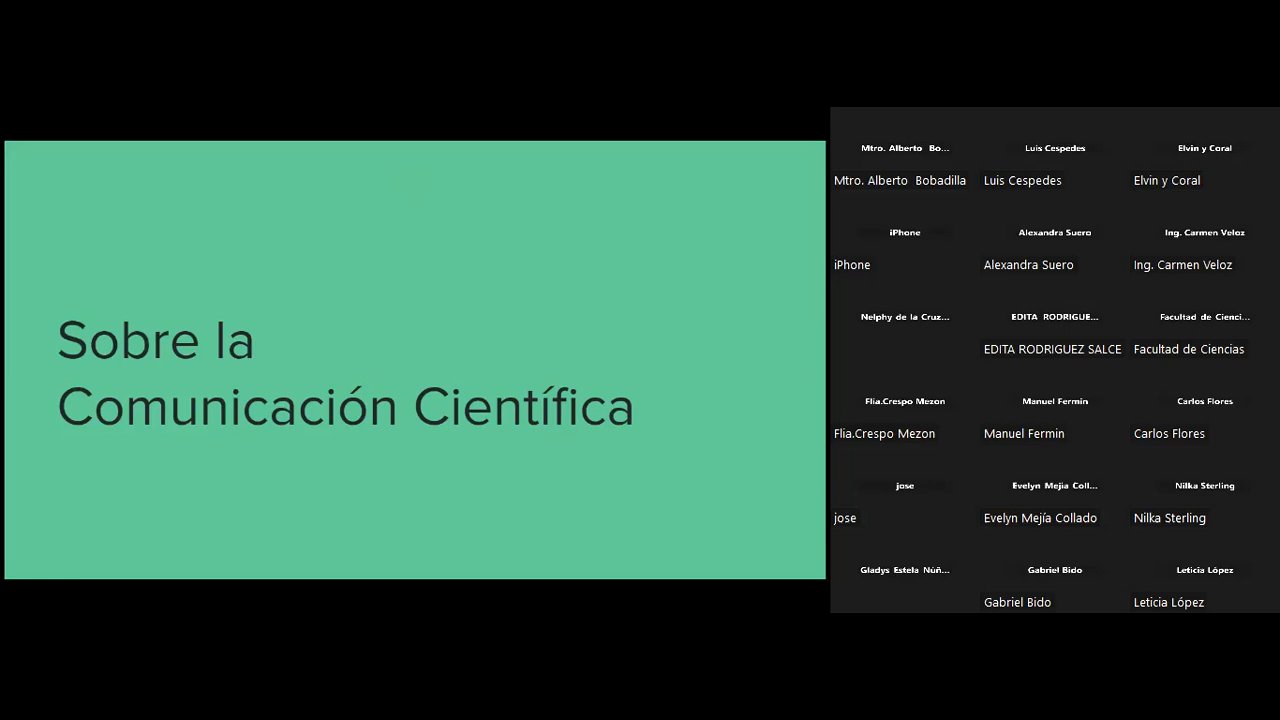 Sobre la
Comunicación Científica
Mtro. Alberto Bo...
Luis Cespedes
Elvin y Coral
Mtro. Alberto Bobadilla
Luis Cespedes
Elvin y Coral
iPhone
Alexandra Suero
Ing. Carmen Veloz
iPhone
Alexandra Suero
Ing. Carmen Veloz
Nelphy de la Cruz...
EDITA RODRIGUE...
Facultad de Cienci...
EDITA RODRIGUEZ SALCE
Facultad de Ciencias
Flia.Crespo Mezon
Manuel Fermin
Carlos Flores
Flia.Crespo Mezon
Manuel Fermin
Carlos Flores
jose
Evelyn Mejia Coll...
Nilka Sterling
jose
Evelyn Mejía Collado
Nilka Sterling
Gladys Estela Núñ...
Gabriel Bido
Leticia López
Gabriel Bido
Leticia López